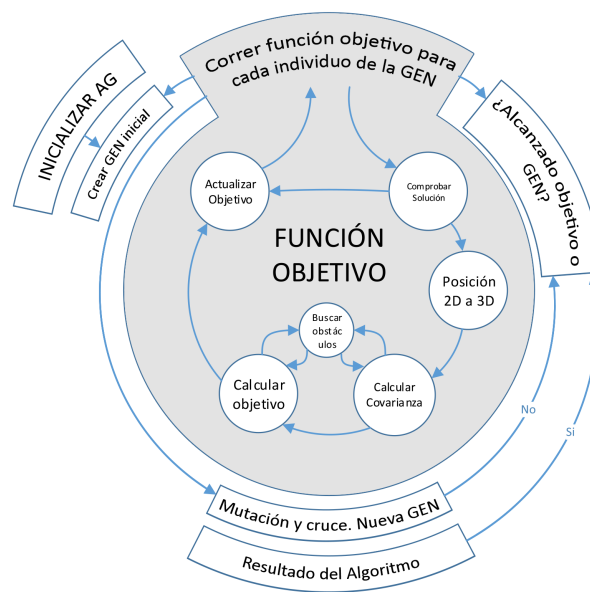 Correr función objetivo para
cada individuo de la GEN
INICIALIZAR AG
Crear GEN inicial
¿Alcanzado objetivo o
GEN?
Actualizar
Objetivo
Comprobar
Solución
FUNCIÓN
OBJETIVO
Posición
2D a 3D
Buscar
obstác
ulos
Calcular
objetivo
Calcular
Covarianza
No
Si
Mutación y cruce. Nueva GEN
Resultado del Algoritmo